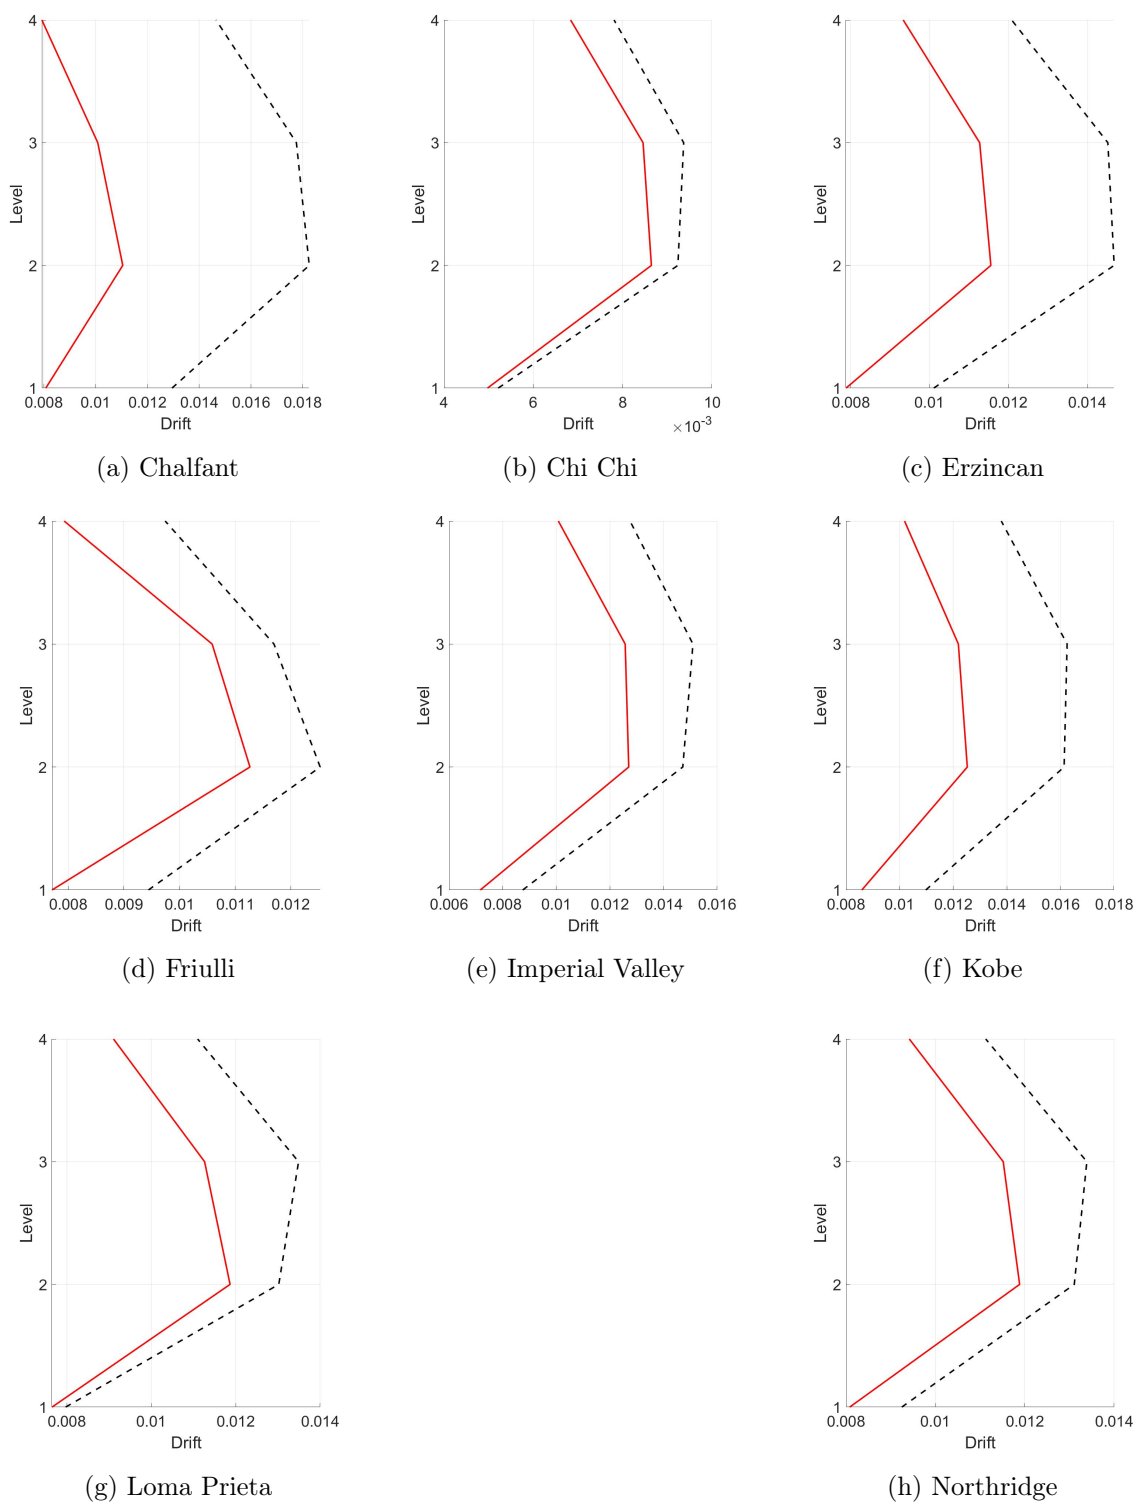 4
3
2
1
Level
0.008 0.01 0.012 0.014 0.016 0.018
Drift
(a) Chalfant
4
3
2
1
Level
4 6 8 10
Drift
×10-3
(b) Chi Chi
4
3
2
1
Level
0.008 0.01 0.012 0.014
Drift
(c) Erzincan
4
3
2
1
Level
0.008 0.009 0.01 0.011 0.012
Drift
(d) Friulli
4
3
2
1
Level
0.006 0.008 0.01 0.012 0.014 0.016
Drift
(e) Imperial Valley
4
3
2
1
Level
0.008 0.01 0.012 0.014 0.016 0.018
Drift
(f) Kobe
4
3
2
1
Level
0.008 0.01 0.012 0.014
Drift
(g) Loma Prieta
4
3
2
1
Level
0.008 0.01 0.012 0.014
Drift
(h) Northridge